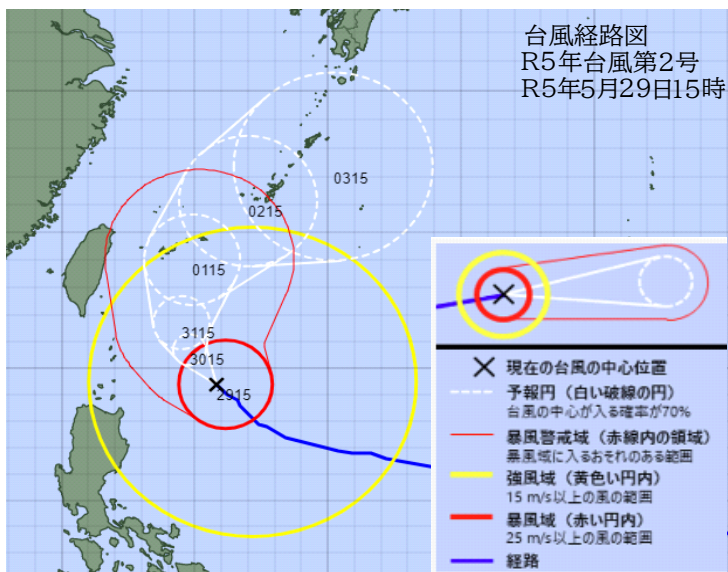 台風経路図
R5年台風第2号
R5年5月29日15時
0315
0215
0115
3115
3015
2915
現在の台風の中心位置
予報円（白い破線の円）
台風の中心が入る確率が70%
暴風警戒域（赤線内の領域）
暴風域に入るおそれのある範囲
強風域（黄色い円内）
15 m/s以上の風の範囲
暴風域（赤い円内）
25 m/s以上の風の範囲
経路